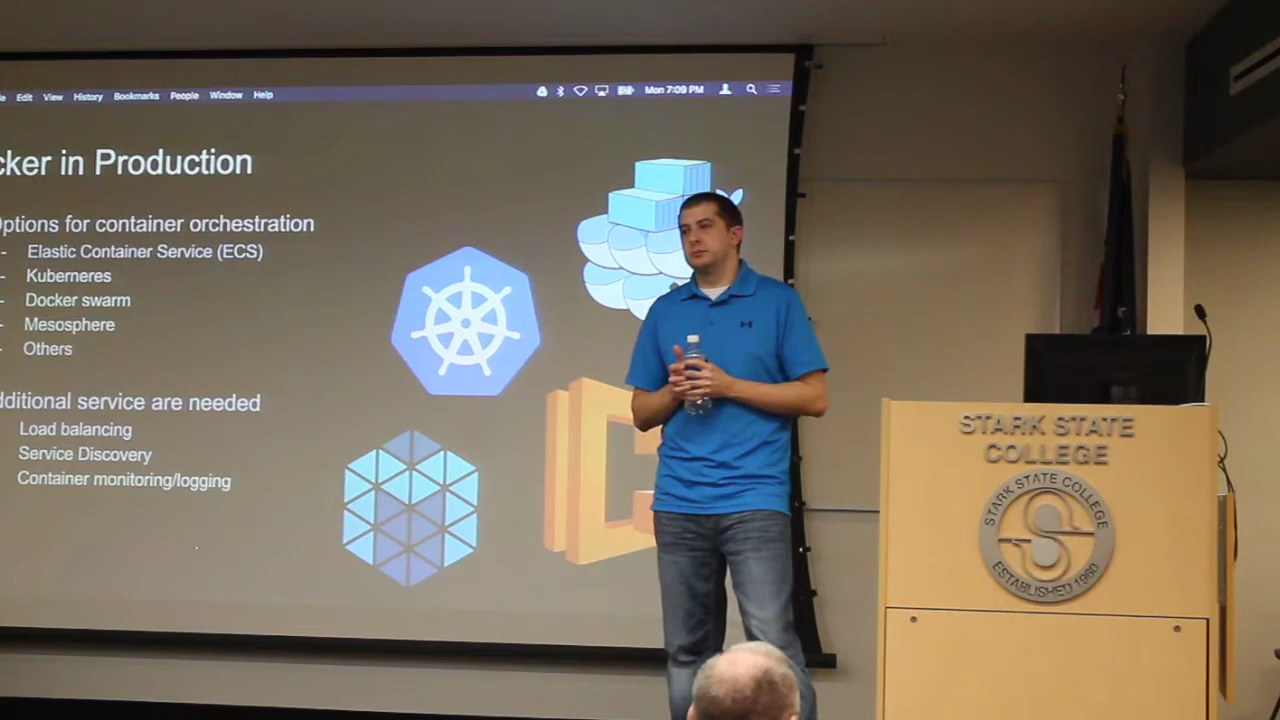 Edit View History Bookmarks People Window Help Mon 7:09 PM
cker in Production
Options for container orchestration
- Elastic Container Service (ECS)
- Kuberneres
- Docker swarm
- Mesosphere
- Others
dditional service are needed
Load balancing
Service Discovery
Container monitoring/logging
STARK STATE
COLLEGE
STARK STATE COLLEGE
ESTABLISHED 1960